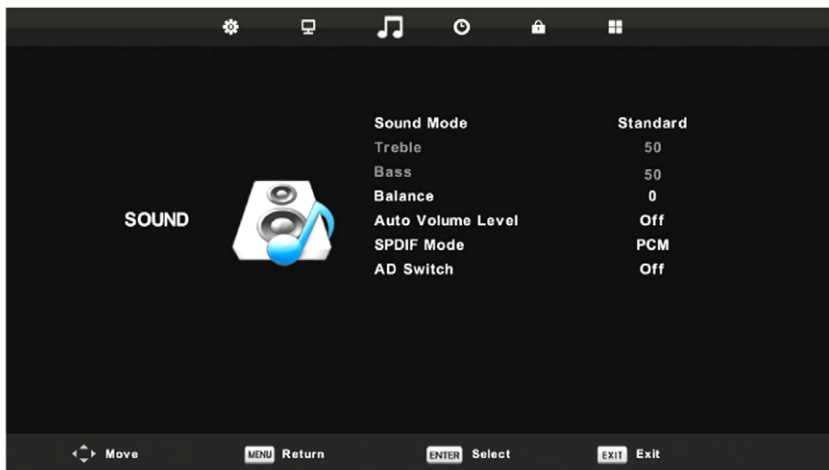 Sound Mode Standard
Treble 50
Bass 50
Balance 0
SOUND
Auto Volume Level Off
SPDIF Mode PCM
AD Switch Off
Move MENU Return ENTER Select EXIT Exit